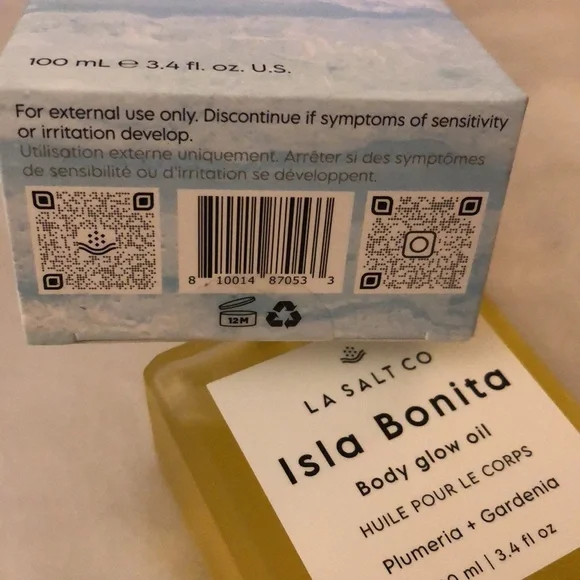 100 mL ℮ 3.4 fl. oz. U.S.
For external use only. Discontinue if symptoms of sensitivity
or irritation develop.
Utilisation externe uniquement. Arrêter si des symptômes
de sensibilité ou d'irritation se développent.
8 10014 87053 3
12M
LA SALT CO
Isla Bonita
Body glow oil
HUILE POUR LE CORPS
Plumeria + Gardenia
ml | 3.4 fl oz